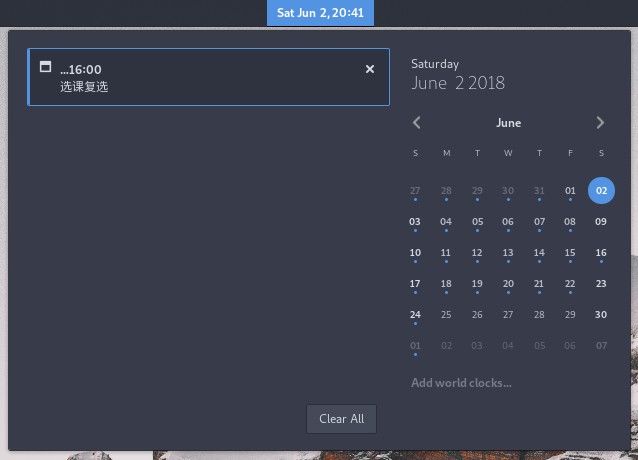 Sat Jun 2, 20:41
...16:00
选课复选
Saturday
June 2 2018
June
S M T W T F S
27 28 29 30 31 01 02
03 04 05 06 07 08 09
10 11 12 13 14 15 16
17 18 19 20 21 22 23
24 25 26 27 28 29 30
01 02 03 04 05 06 07
Add world clocks...
Clear All